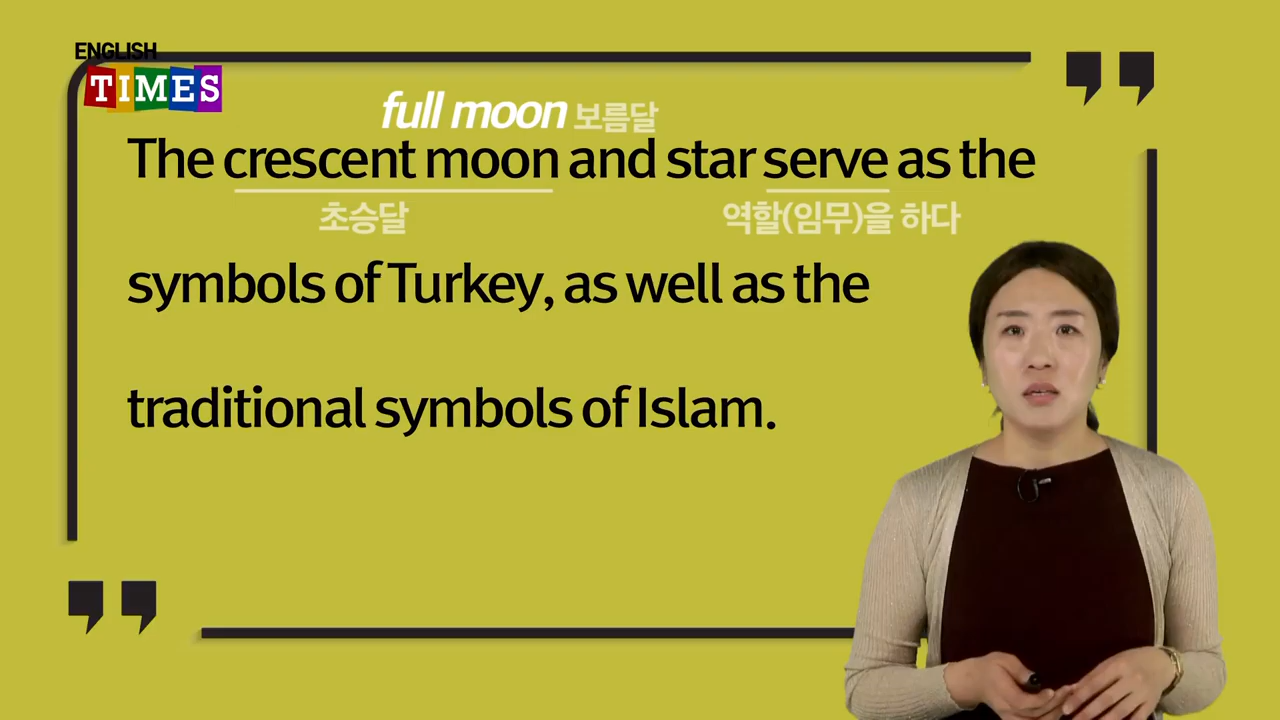 ENGLISH
TIMES
full moon 보름달
The crescent moon and star serve as the
초승달 역할(임무)을 하다
symbols of Turkey, as well as the
traditional symbols of Islam.